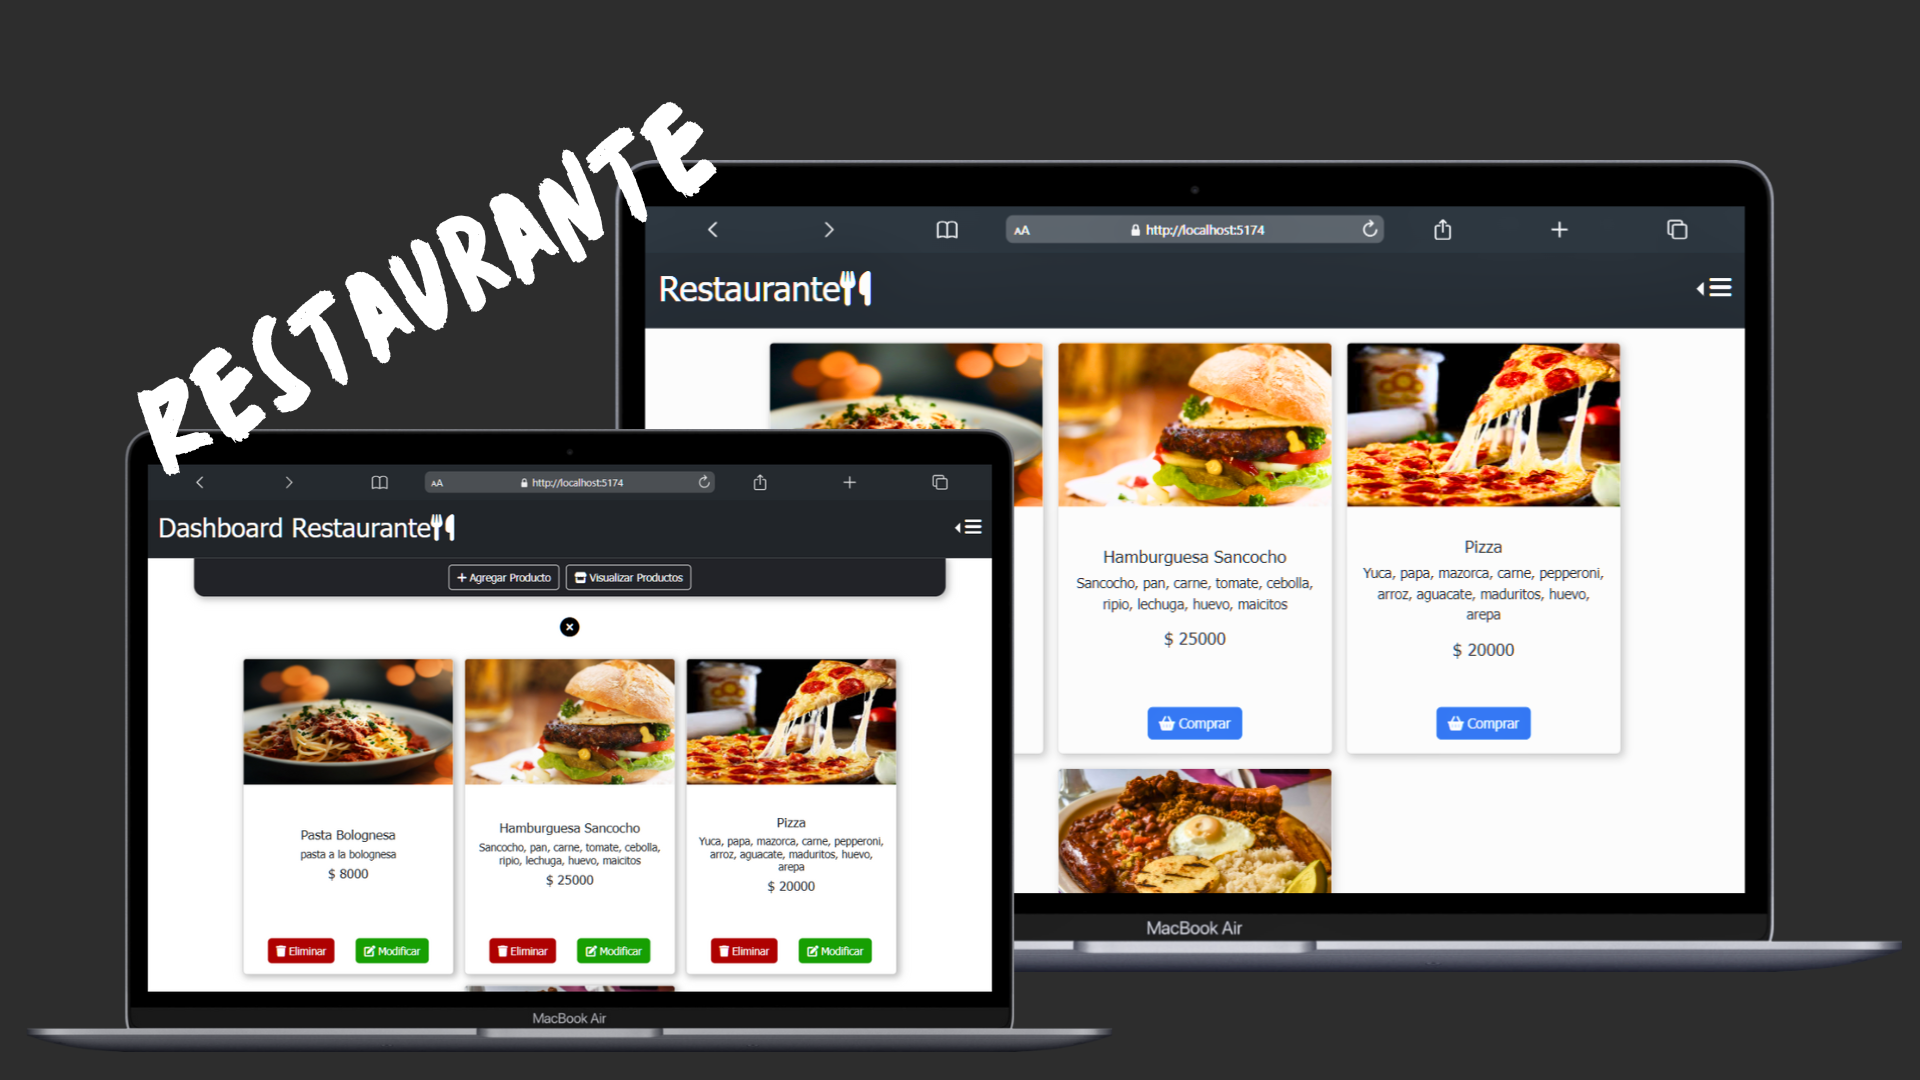 RESTAURANTE
AA http://localhost:5174
Restaurante
Hamburguesa Sancocho
Sancocho, pan, carne, tomate, cebolla,
ripio, lechuga, huevo, maicitos
$ 25000
Comprar
Pizza
Yuca, papa, mazorca, carne, pepperoni,
arroz, aguacate, maduritos, huevo,
arepa
$ 20000
Comprar
MacBook Air
AA http://localhost:5174
Dashboard Restaurante
Agregar Producto
Visualizar Productos
Pasta Bolognesa
pasta a la bolognesa
$ 8000
Eliminar
Modificar
Hamburguesa Sancocho
Sancocho, pan, carne, tomate, cebolla,
ripio, lechuga, huevo, maicitos
$ 25000
Eliminar
Modificar
Pizza
Yuca, papa, mazorca, carne, pepperoni,
arroz, aguacate, maduritos, huevo,
arepa
$ 20000
Eliminar
Modificar
MacBook Air